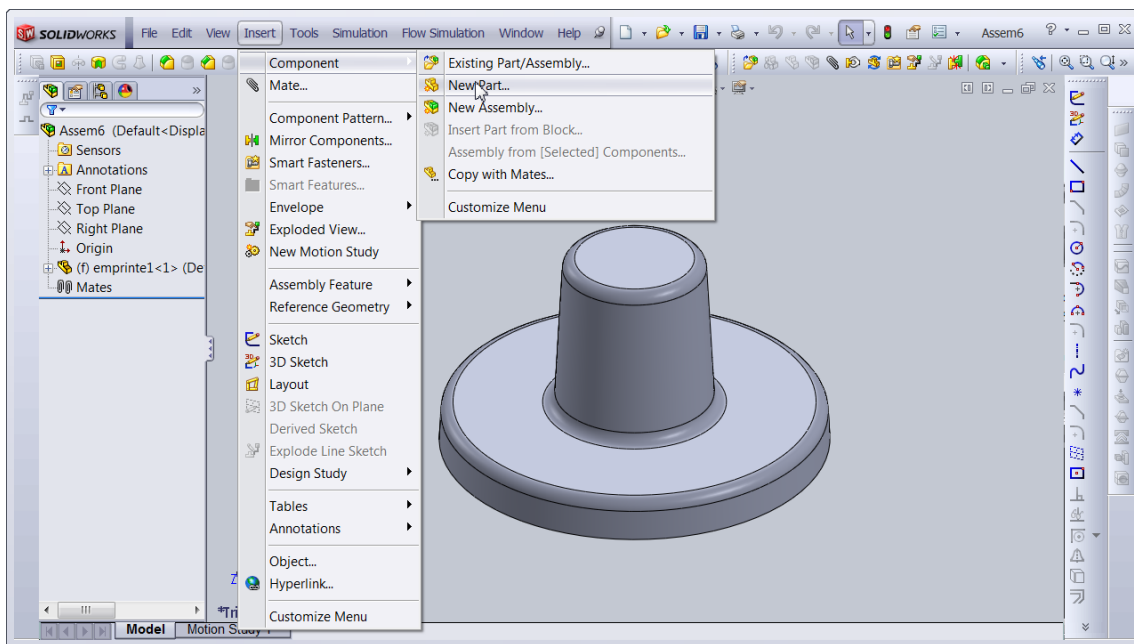 SOLIDWORKS File Edit View Insert Tools Simulation Flow Simulation Window Help Assem6
Assem6 (Default<Displa
Sensors
Annotations
Front Plane
Top Plane
Right Plane
Origin
(f) emprinte1<1> (De
Mates
Component
Mate...
Component Pattern...
Mirror Components...
Smart Fasteners...
Smart Features...
Envelope
Exploded View...
New Motion Study
Assembly Feature
Reference Geometry
Sketch
3D Sketch
Layout
3D Sketch On Plane
Derived Sketch
Explode Line Sketch
Design Study
Tables
Annotations
Object...
Hyperlink...
Customize Menu
Existing Part/Assembly...
New Part...
New Assembly...
Insert Part from Block...
Assembly from [Selected] Components...
Copy with Mates...
Customize Menu
*Tri
Model Motion Study 1